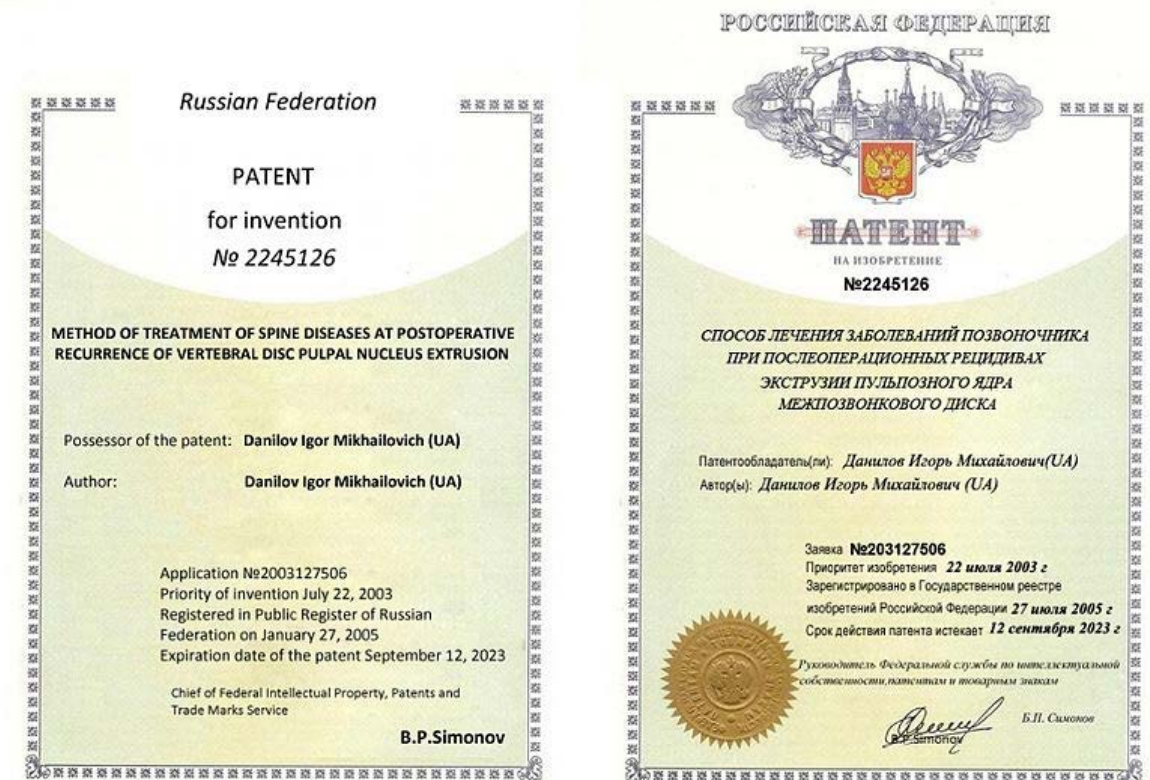 Russian Federation
PATENT
for invention
№ 2245126
METHOD OF TREATMENT OF SPINE DISEASES AT POSTOPERATIVE
RECURRENCE OF VERTEBRAL DISC PULPAL NUCLEUS EXTRUSION
Possessor of the patent: Danilov Igor Mikhailovich (UA)
Author: Danilov Igor Mikhailovich (UA)
Application №2003127506
Priority of invention July 22, 2003
Registered in Public Register of Russian
Federation on January 27, 2005
Expiration date of the patent September 12, 2023
Chief of Federal Intellectual Property, Patents and
Trade Marks Service
B.P.Simonov
РОССИЙСКАЯ ФЕДЕРАЦИЯ
ПАТЕНТ
НА ИЗОБРЕТЕНИЕ
№2245126
СПОСОБ ЛЕЧЕНИЯ ЗАБОЛЕВАНИЙ ПОЗВОНОЧНИКА
ПРИ ПОСЛЕОПЕРАЦИОННЫХ РЕЦИДИВАХ
ЭКСТРУЗИИ ПУЛЬПОЗНОГО ЯДРА
МЕЖПОЗВОНКОВОГО ДИСКА
Патентообладатель(ли): Данилов Игорь Михайлович(UA)
Автор(ы): Данилов Игорь Михайлович (UA)
Заявка №203127506
Приоритет изобретения 22 июля 2003 г
Зарегистрировано в Государственном реестре
изобретений Российской Федерации 27 июля 2005 г
Срок действия патента истекает 12 сентября 2023 г
Руководитель Федеральной службы по интеллектуальной
собственности,патентам и товарным знакам
Б.П. Симонов
B.P.Simonov